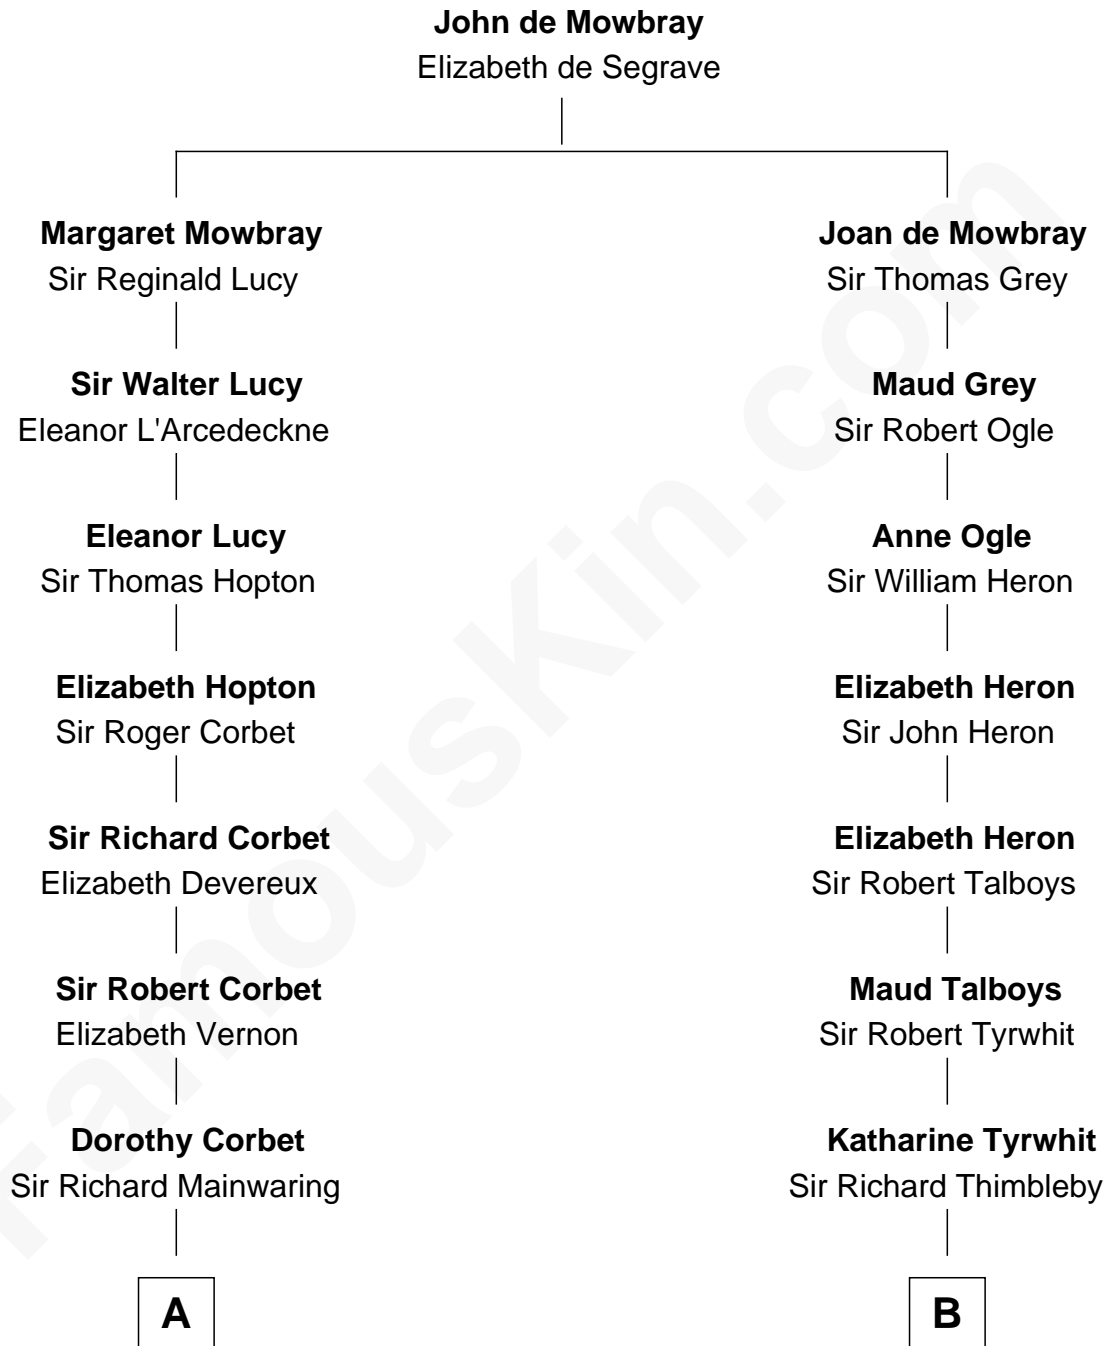 John de Mowbray
Elizabeth de Segrave
Margaret Mowbray
Sir Reginald Lucy
Joan de Mowbray
Sir Thomas Grey
Sir Walter Lucy
Eleanor L'Arcedeckne
Maud Grey
Sir Robert Ogle
Eleanor Lucy
Sir Thomas Hopton
Anne Ogle
Sir William Heron
Elizabeth Hopton
Sir Roger Corbet
Elizabeth Heron
Sir John Heron
Sir Richard Corbet
Elizabeth Devereux
Elizabeth Heron
Sir Robert Talboys
Sir Robert Corbet
Elizabeth Vernon
Maud Talboys
Sir Robert Tyrwhit
Dorothy Corbet
Sir Richard Mainwaring
Katharine Tyrwhit
Sir Richard Thimbleby
A
B
FamousKin.com